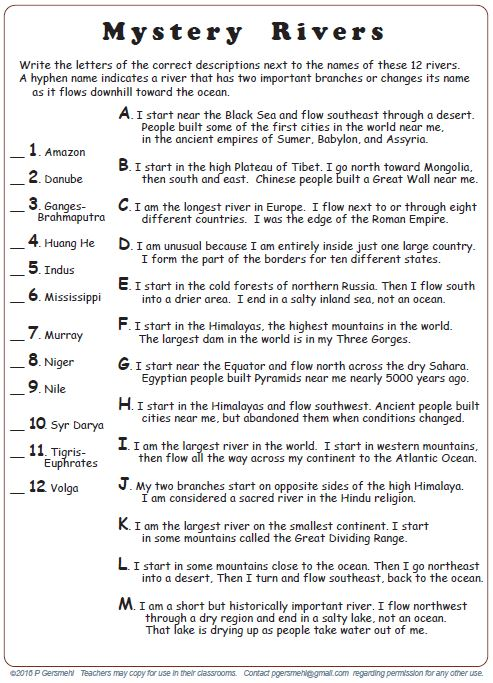 Mystery Rivers
Write the letters of the correct descriptions next to the names of these 12 rivers.
A hyphen name indicates a river that has two important branches or changes its name
as it flows downhill toward the ocean.
__ 1. Amazon
__ 2. Danube
__ 3. Ganges-
Brahmaputra
__ 4. Huang He
__ 5. Indus
__ 6. Mississippi
__ 7. Murray
__ 8. Niger
__ 9. Nile
__ 10. Syr Darya
__ 11. Tigris-
Euphrates
__ 12. Volga
A. I start near the Black Sea and flow southeast through a desert.
People built some of the first cities in the world near me,
in the ancient empires of Sumer, Babylon, and Assyria.
B. I start in the high Plateau of Tibet. I go north toward Mongolia,
then south and east. Chinese people built a Great Wall near me.
C. I am the longest river in Europe. I flow next to or through eight
different countries. I was the edge of the Roman Empire.
D. I am unusual because I am entirely inside just one large country.
I form the part of the borders for ten different states.
E. I start in the cold forests of northern Russia. Then I flow south
into a drier area. I end in a salty inland sea, not an ocean.
F. I start in the Himalayas, the highest mountains in the world.
The largest dam in the world is in my Three Gorges.
G. I start near the Equator and flow north across the dry Sahara.
Egyptian people built Pyramids near me nearly 5000 years ago.
H. I start in the Himalayas and flow southwest. Ancient people built
cities near me, but abandoned them when conditions changed.
I. I am the largest river in the world. I start in western mountains,
then flow all the way across my continent to the Atlantic Ocean.
J. My two branches start on opposite sides of the high Himalaya.
I am considered a sacred river in the Hindu religion.
K. I am the largest river on the smallest continent. I start
in some mountains called the Great Dividing Range.
L. I start in some mountains close to the ocean. Then I go northeast
into a desert, Then I turn and flow southeast, back to the ocean.
M. I am a short but historically important river. I flow northwest
through a dry region and end in a salty lake, not an ocean.
That lake is drying up as people take water out of me.
©2016 P Gersmehl Teachers may copy for use in their classrooms. Contact pgersmehl@gmail.com regarding permission for any other use.